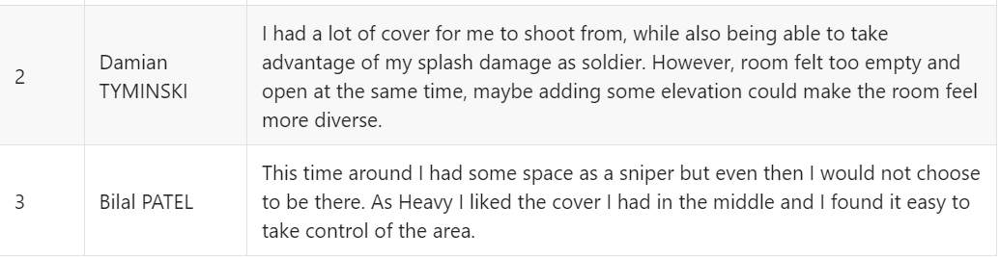 2
Damian
TYMINSKI
I had a lot of cover for me to shoot from, while also being able to take
advantage of my splash damage as soldier. However, room felt too empty and
open at the same time, maybe adding some elevation could make the room feel
more diverse.
3
Bilal PATEL
This time around I had some space as a sniper but even then I would not choose
to be there. As Heavy I liked the cover I had in the middle and I found it easy to
take control of the area.